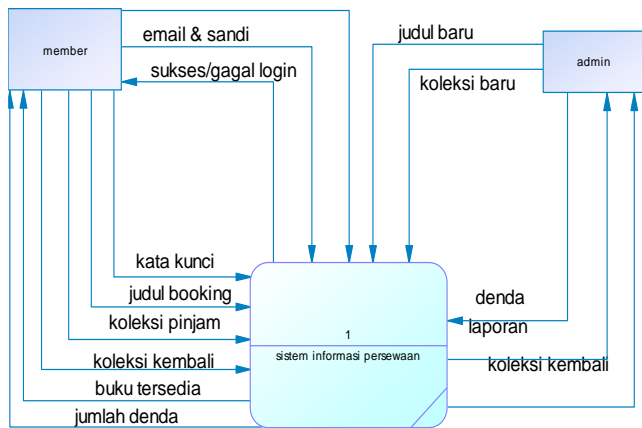 email & sandi
judul baru
member
sukses/gagal login
koleksi baru
admin
kata kunci
judul booking
denda
koleksi pinjam
laporan
1
sistem informasi persewaan
koleksi kembali
koleksi kembali
buku tersedia
jumlah denda